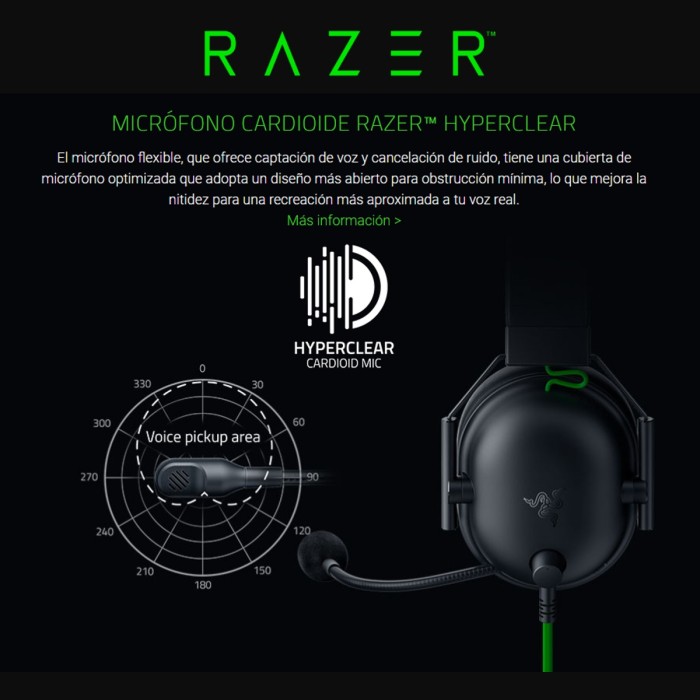 RAZER™
MICRÓFONO CARDIOIDE RAZER™ HYPERCLEAR
El micrófono flexible, que ofrece captación de voz y cancelación de ruido, tiene una cubierta de
micrófono optimizada que adopta un diseño más abierto para obstrucción mínima, lo que mejora la
nitidez para una recreación más aproximada a tu voz real.
Más información >
HYPERCLEAR
CARDIOID MIC
0
330
30
300
60
Voice pickup area
270
90
240
120
210
150
180